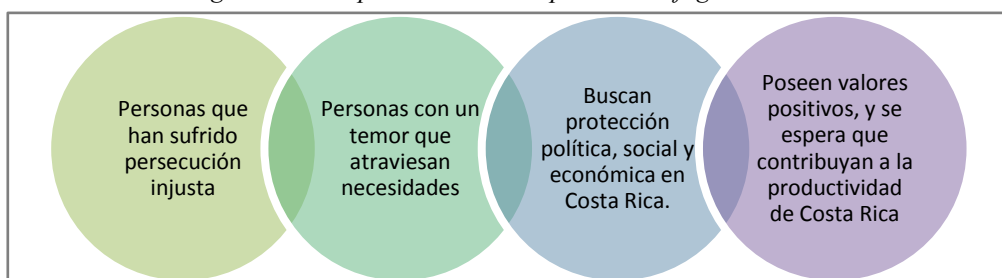 Personas que
han sufrido
persecución
injusta
Personas con un
temor que
atraviesan
necesidades
Buscan
protección
política, social y
económica en
Costa Rica.
Poseen valores
positivos, y se
espera que
contribuyan a la
productividad
de Costa Rica